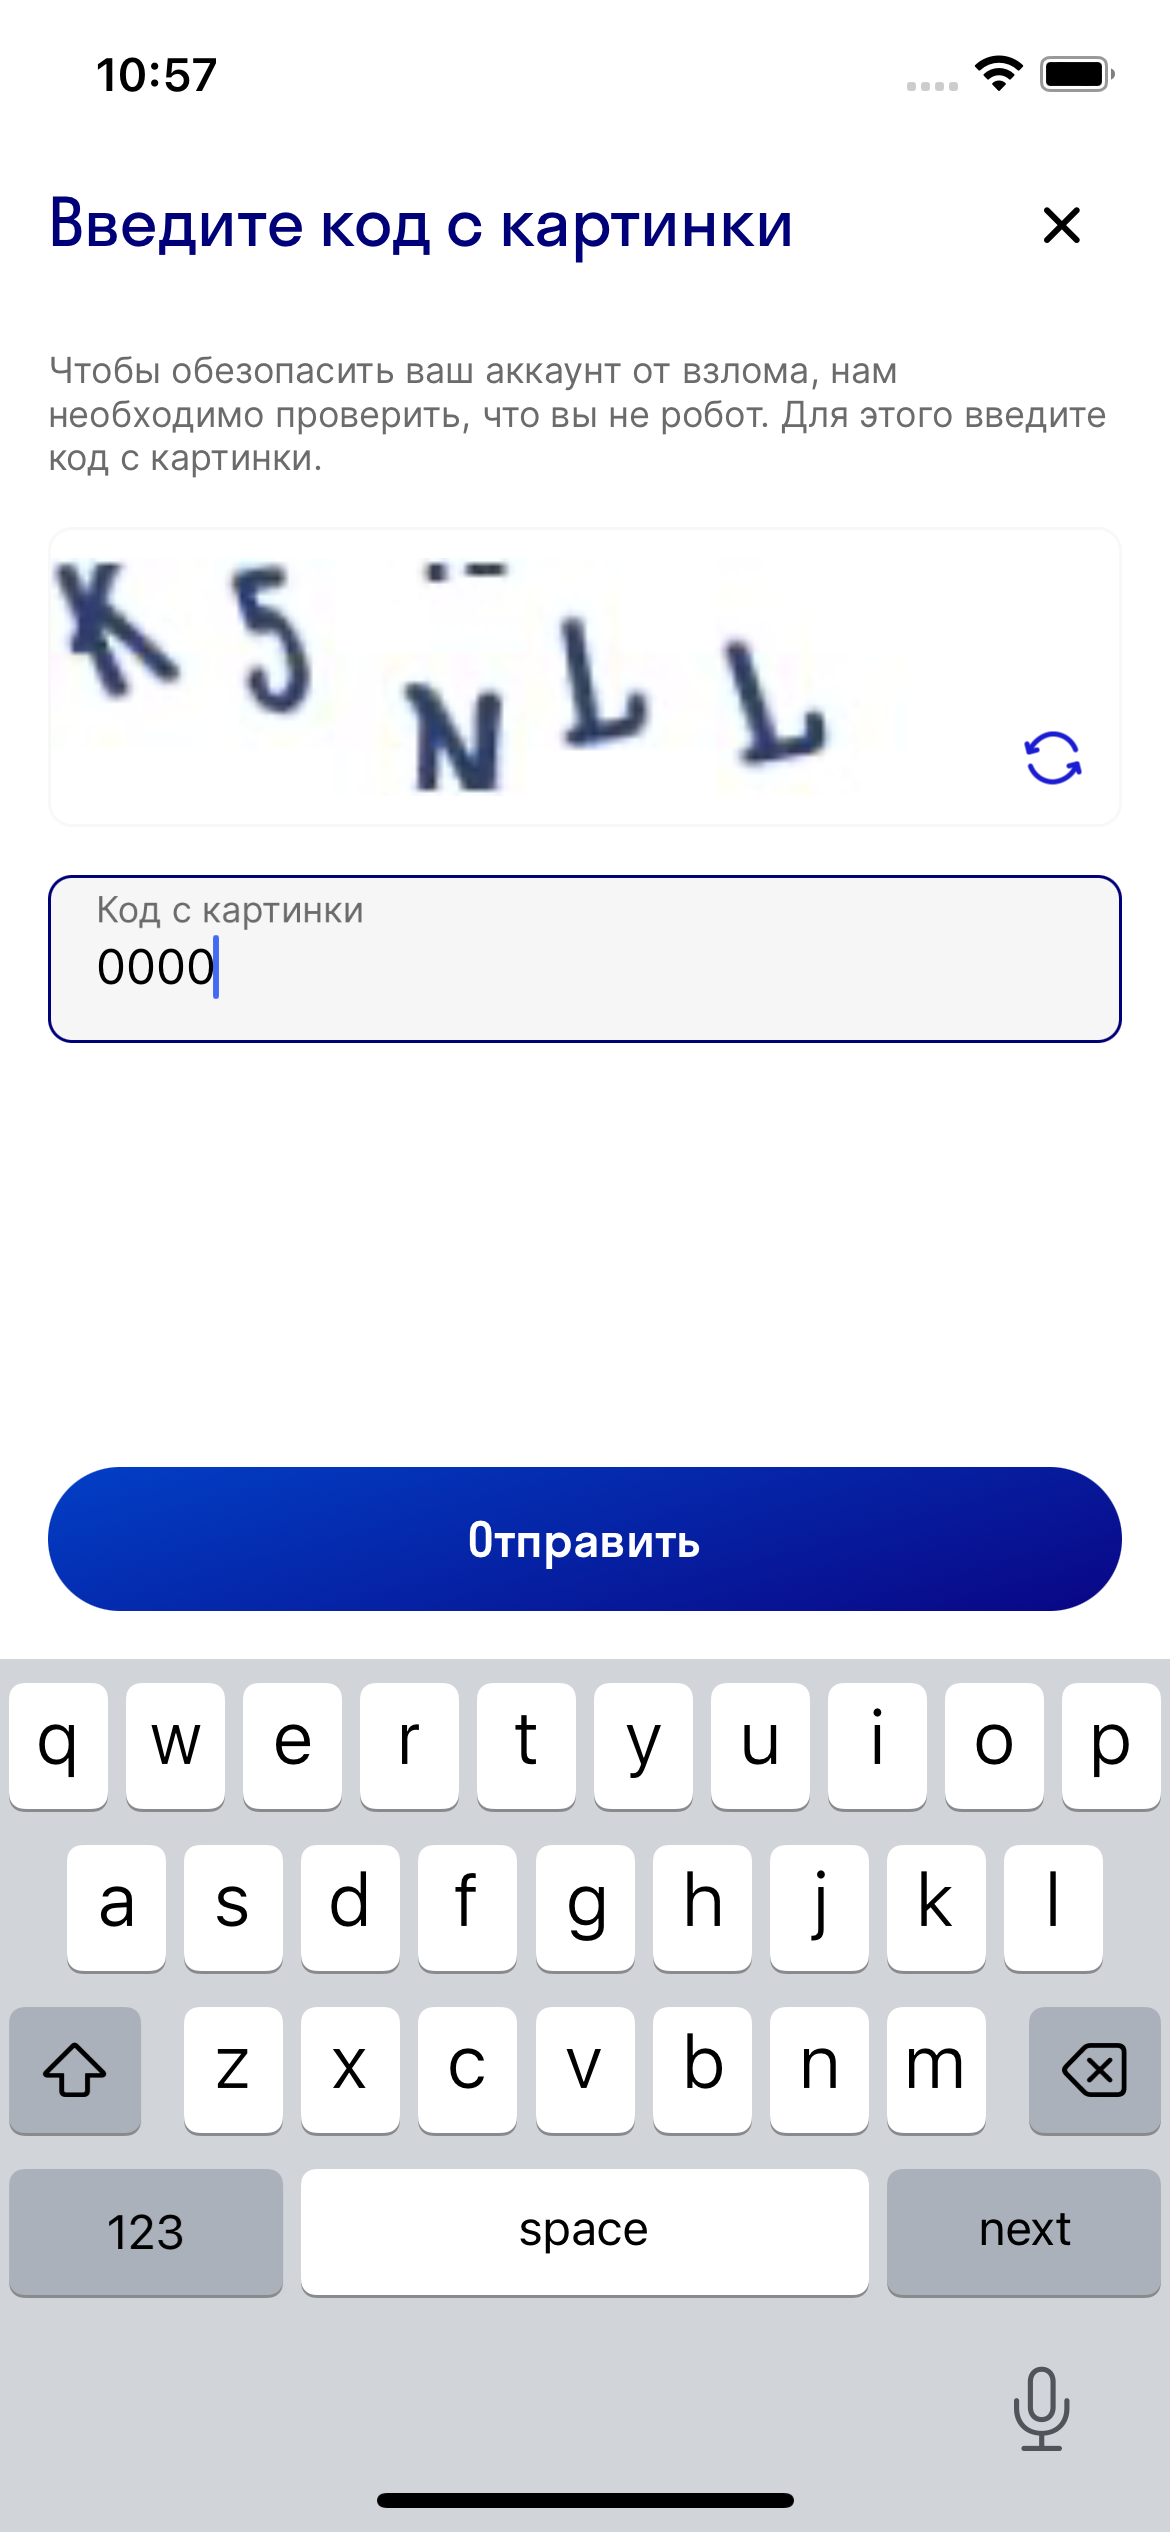 10:57
Введите код с картинки
Чтобы обезопасить ваш аккаунт от взлома, нам
необходимо проверить, что вы не робот. Для этого введите
код с картинки.
K5NLL
Код с картинки
0000
Отправить
q w e r t y u i o p
a s d f g h j k l
z x c v b n m
123 space next